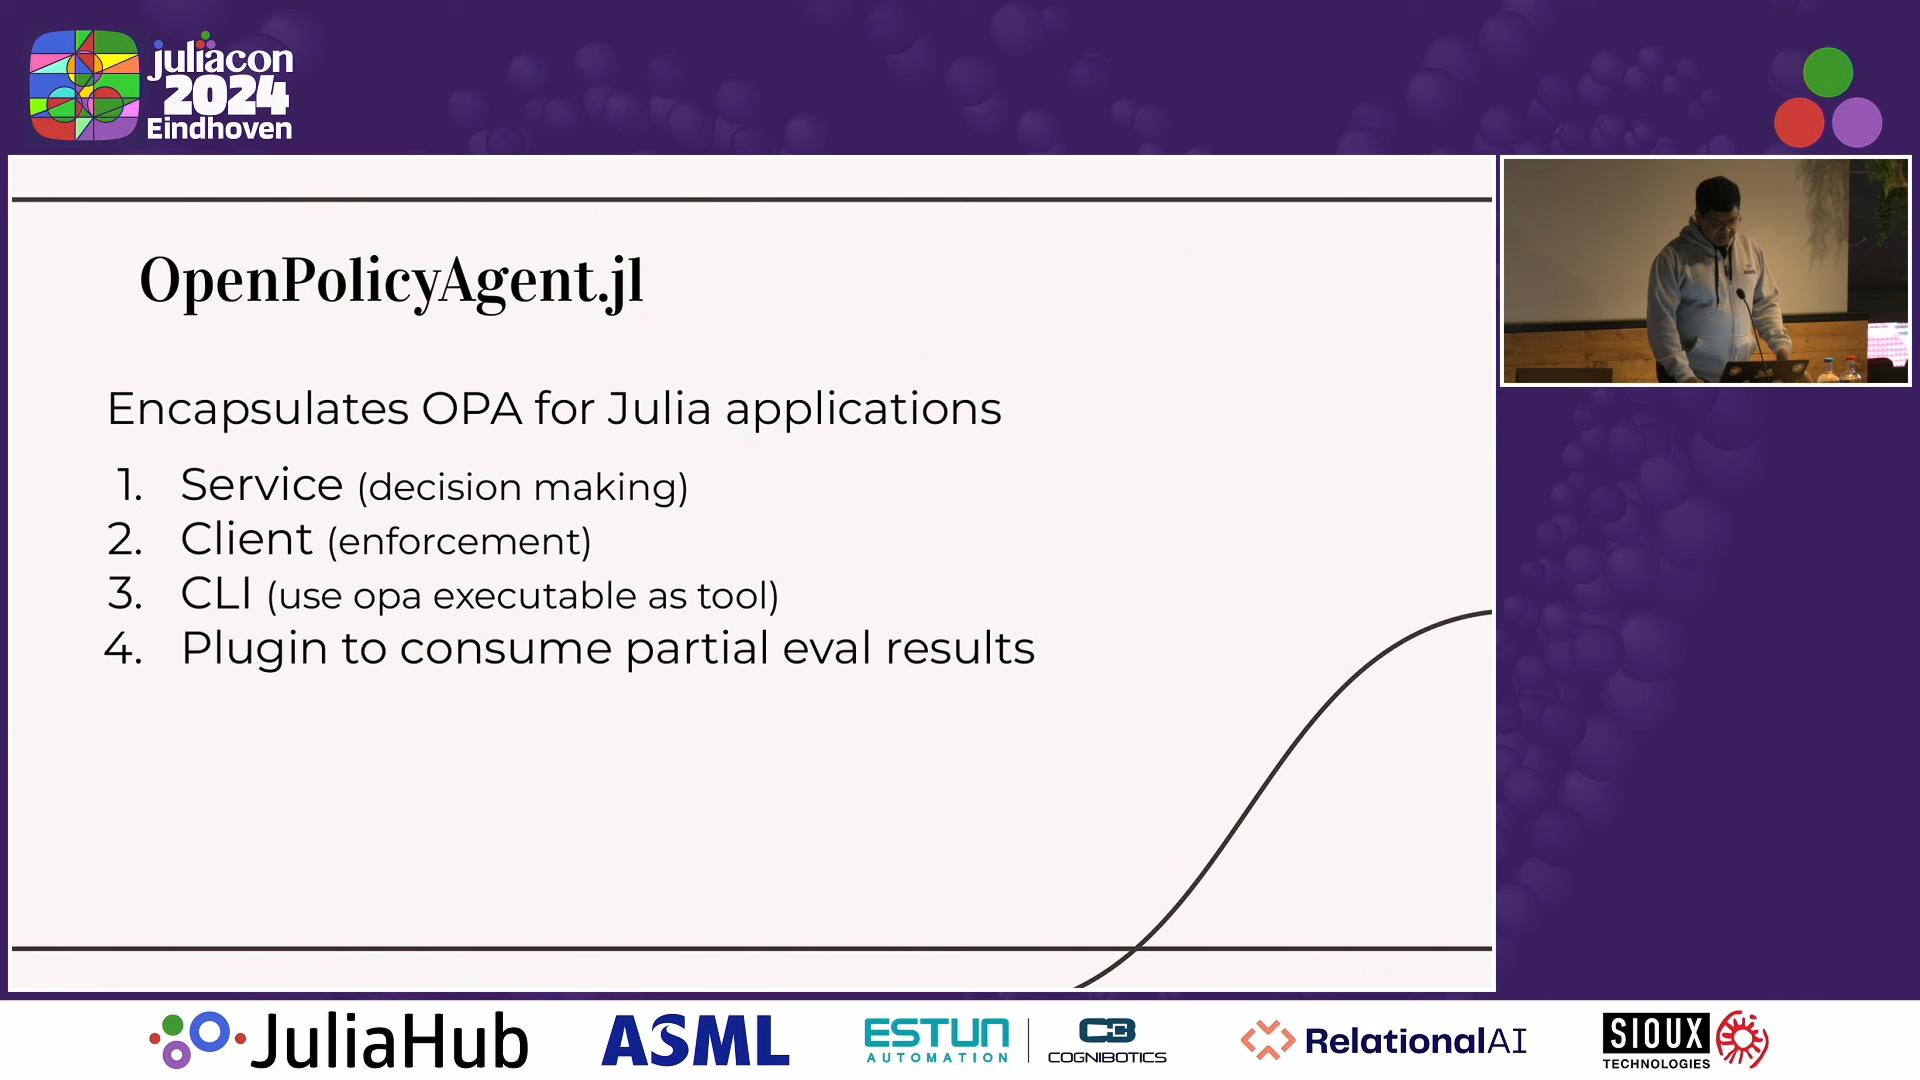 juliacon
2024
Eindhoven
OpenPolicyAgent.jl
Encapsulates OPA for Julia applications
1. Service (decision making)
2. Client (enforcement)
3. CLI (use opa executable as tool)
4. Plugin to consume partial eval results
JuliaHub
ASML
ESTUN
AUTOMATION
COGNIBOTICS
RelationalAI
SIOUX
TECHNOLOGIES